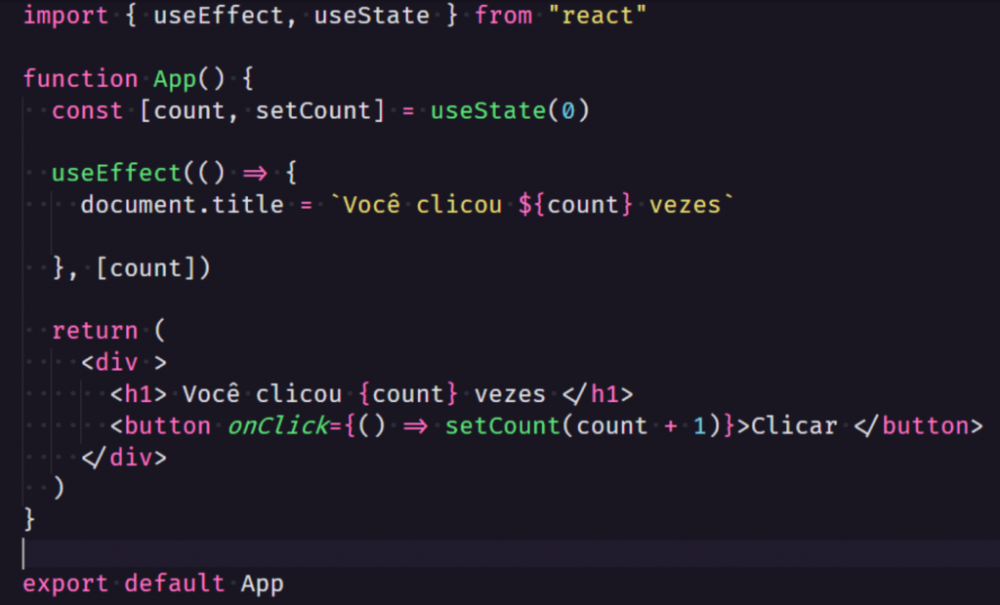 import { useEffect, useState } from "react"
function App() {
const [count, setCount] = useState(0)
useEffect(() => {
document.title = `Você clicou ${count} vezes`
}, [count])
return (
<div >
<h1> Você clicou {count} vezes </h1>
<button onClick={() => setCount(count + 1)}>Clicar </button>
</div>
)
}
export default App